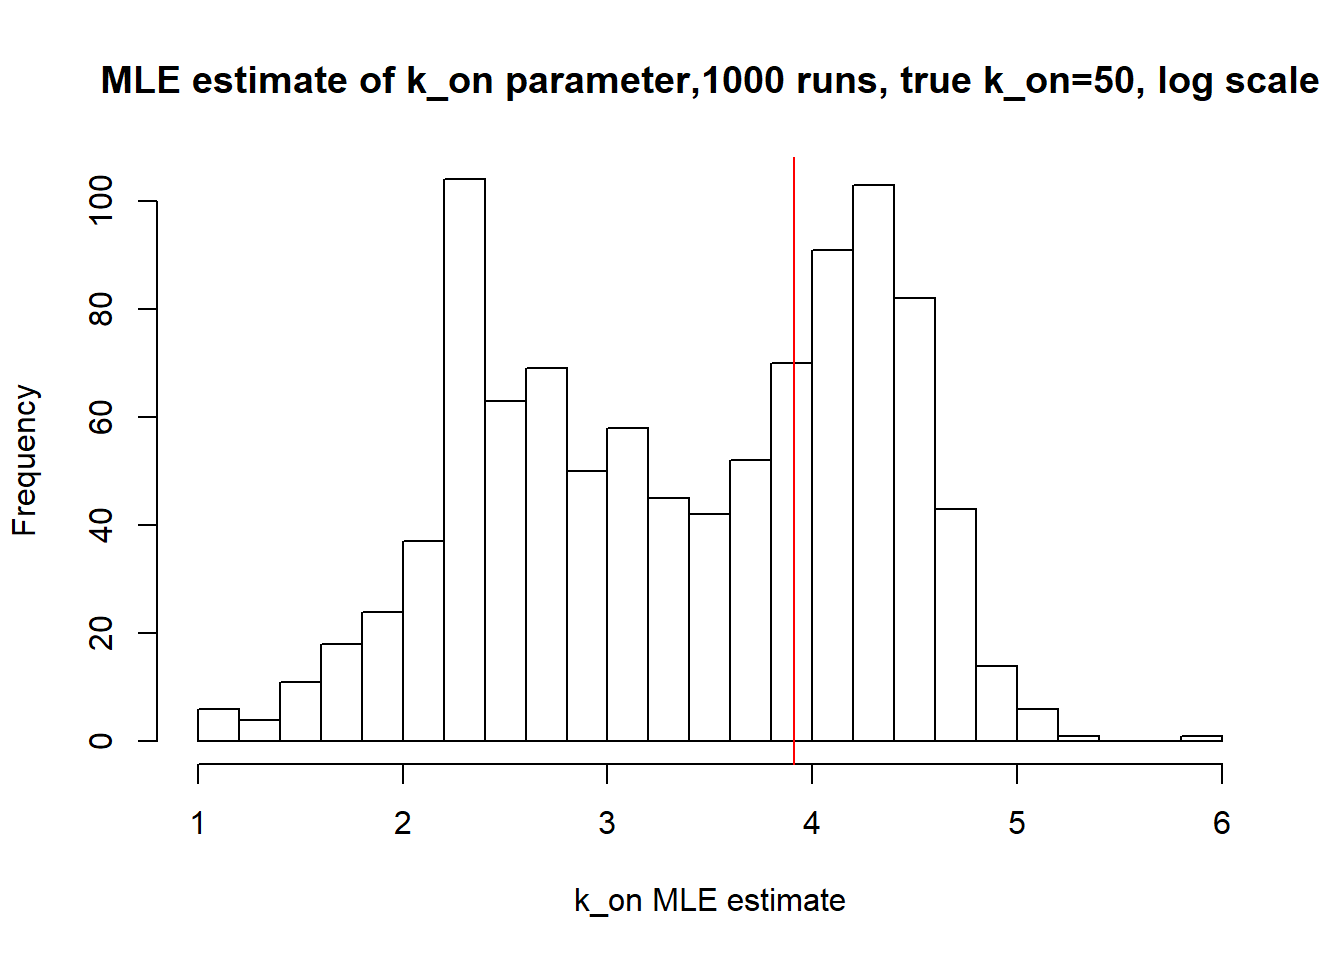 MLE estimate of k_on parameter,1000 runs, true k_on=50, log scale
100
80
60
40
20
0
Frequency
1 2 3 4 5 6
k_on MLE estimate